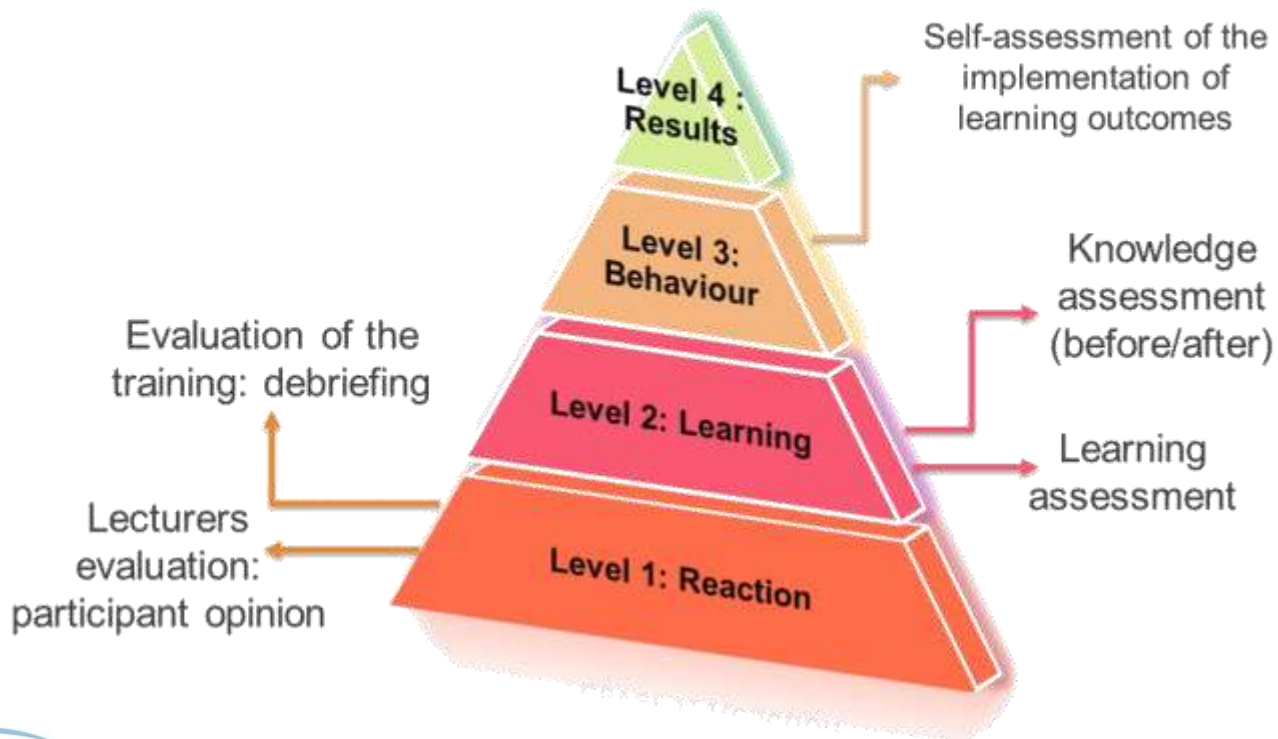 Level 4 :
Results
Self-assessment of the
implementation of
learning outcomes
Level 3:
Behaviour
Knowledge
assessment
(before/after)
Evaluation of the
training: debriefing
Level 2: Learning
Learning
assessment
Lecturers
evaluation:
participant opinion
Level 1: Reaction